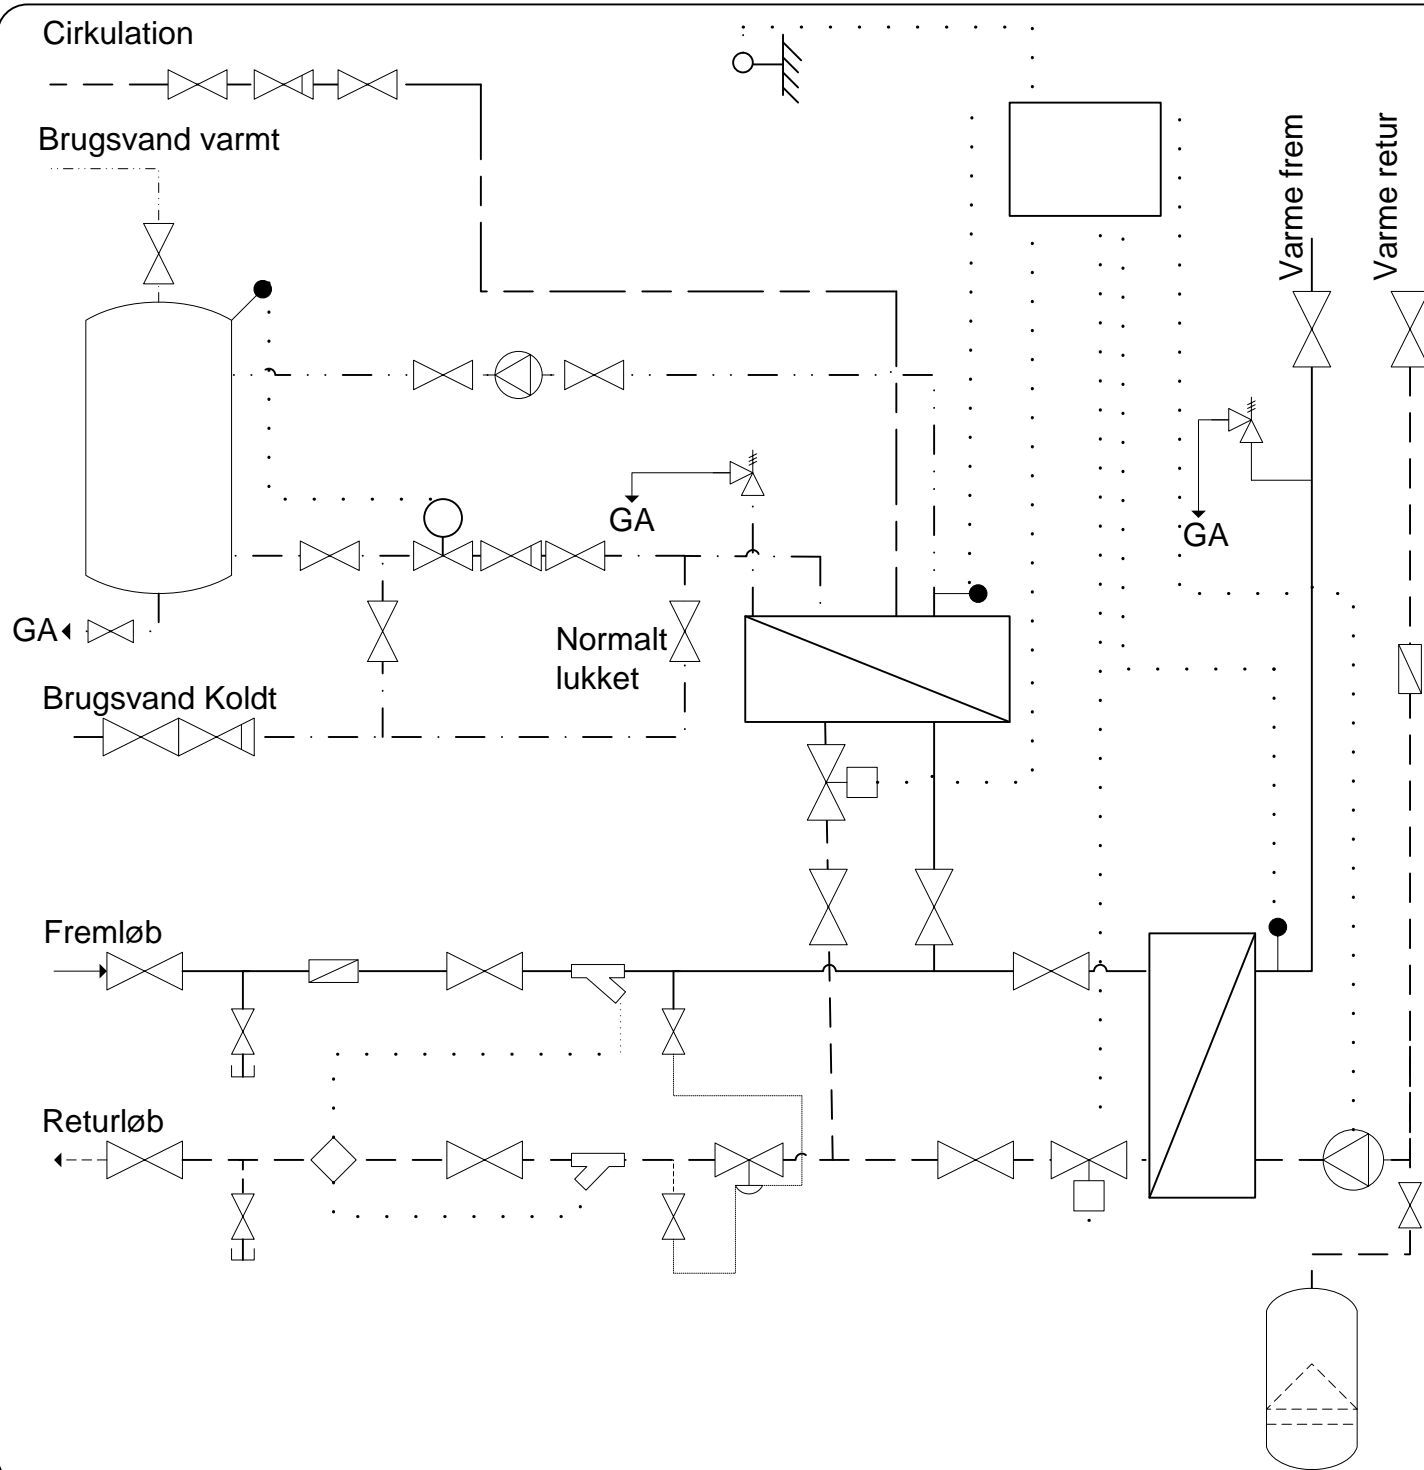 Cirkulation
Brugsvand varmt
Varme frem
Varme retur
GA
GA
GA
Normalt
lukket
Brugsvand Koldt
Fremløb
Returløb